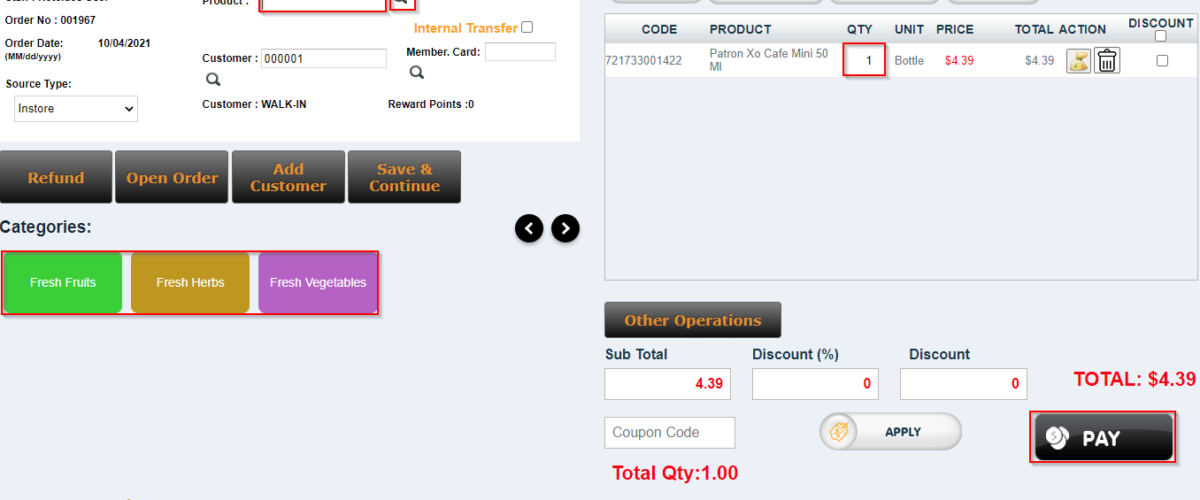 Product :
Order No : 001967
Order Date: 10/04/2021
(MM/dd/yyyy)
Internal Transfer
Customer : 000001
Member. Card:
Source Type:
Instore
Customer : WALK-IN
Reward Points :0
Refund
Open Order
Add
Customer
Save &
Continue
Categories:
Fresh Fruits
Fresh Herbs
Fresh Vegetables
CODE PRODUCT QTY UNIT PRICE TOTAL ACTION DISCOUNT
721733001422 Patron Xo Cafe Mini 50 Ml 1 Bottle $4.39 $4.39
Other Operations
Sub Total Discount (%) Discount
4.39 0 0 TOTAL: $4.39
Coupon Code APPLY PAY
Total Qty:1.00